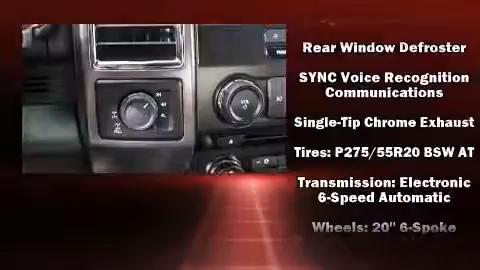 Rear Window Defroster
SYNC Voice Recognition
Communications
Single-Tip Chrome Exhaust
Tires: P275/55R20 BSW AT
Transmission: Electronic
6-Speed Automatic
Wheels: 20" 6-Spoke
VOL